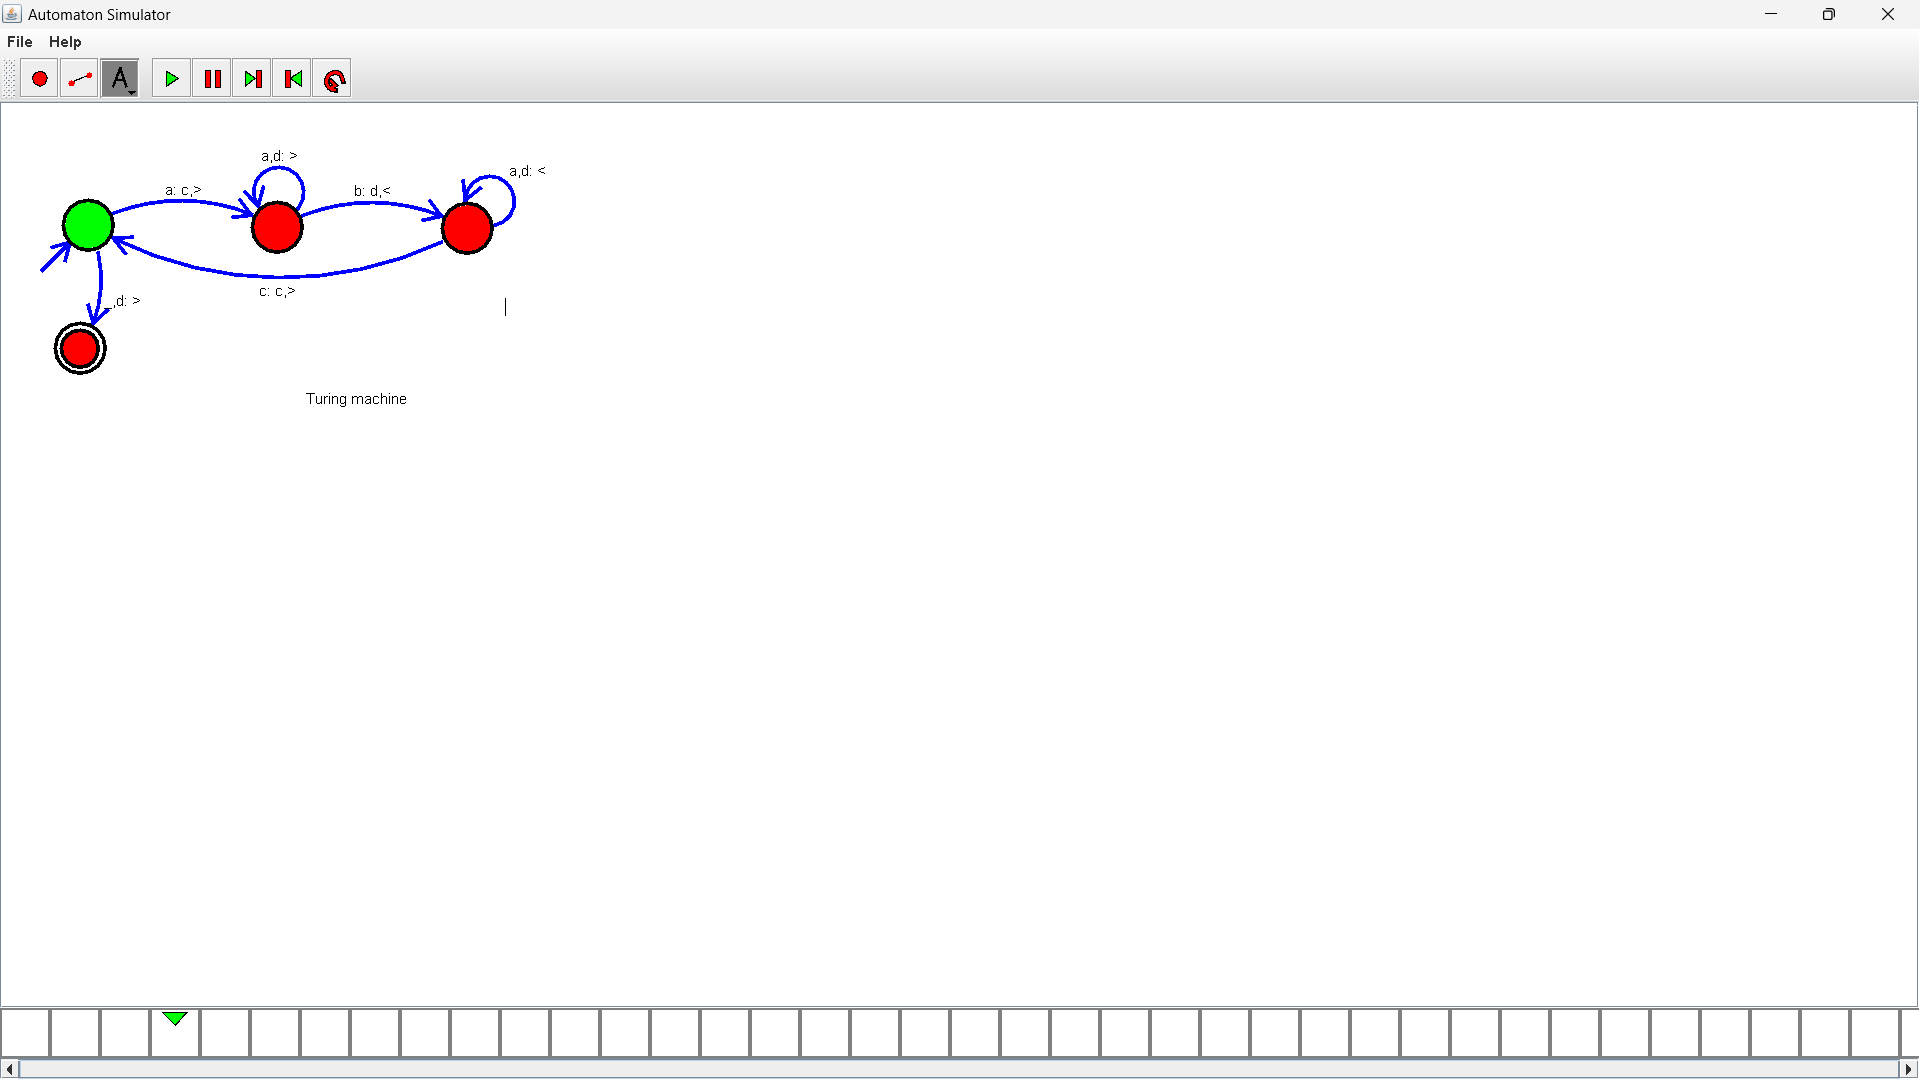 Automaton Simulator
File Help
A
a,d: >
a,d: <
a: c,>
b: d,<
c: c,>
_,d: >
Turing machine